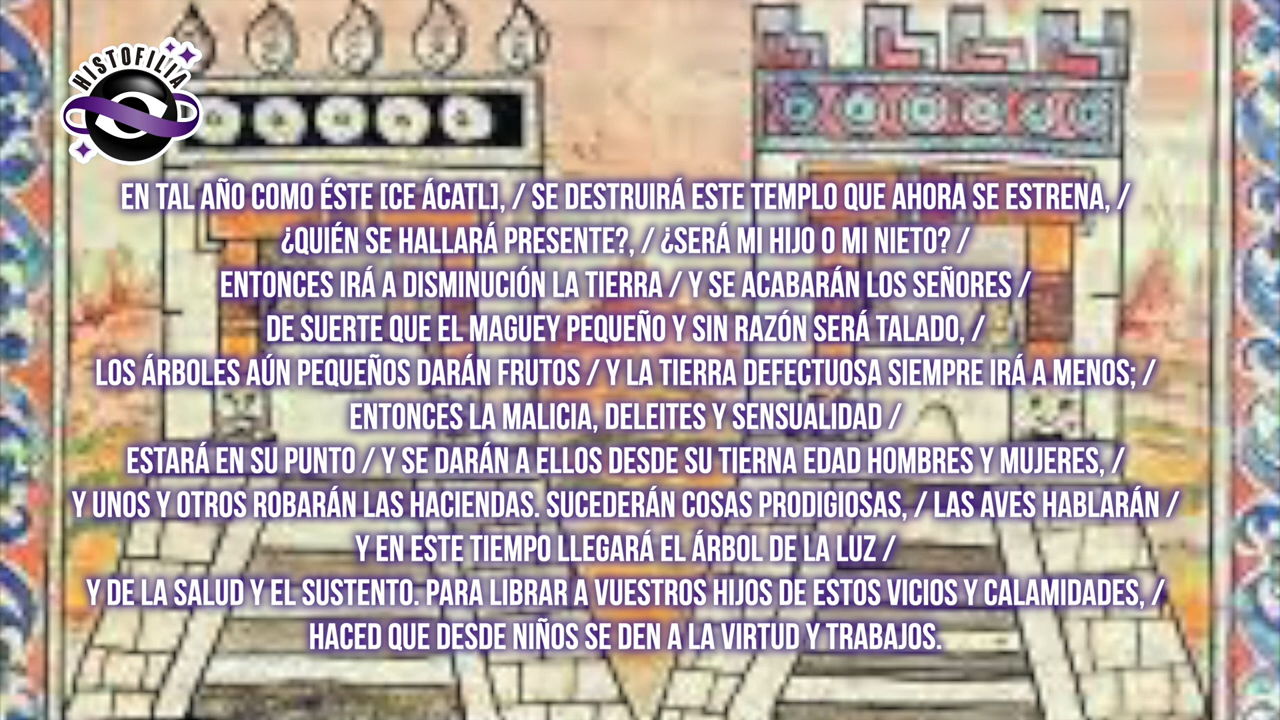 HISTOFILIA
EN TAL AÑO COMO ÉSTE [CE ÁCATL], / SE DESTRUIRÁ ESTE TEMPLO QUE AHORA SE ESTRENA, /
¿QUIÉN SE HALLARÁ PRESENTE?, / ¿SERÁ MI HIJO O MI NIETO? /
ENTONCES IRÁ A DISMINUCIÓN LA TIERRA / Y SE ACABARÁN LOS SEÑORES /
DE SUERTE QUE EL MAGUEY PEQUEÑO Y SIN RAZÓN SERÁ TALADO, /
LOS ÁRBOLES AÚN PEQUEÑOS DARÁN FRUTOS / Y LA TIERRA DEFECTUOSA SIEMPRE IRÁ A MENOS; /
ENTONCES LA MALICIA, DELEITES Y SENSUALIDAD /
ESTARÁ EN SU PUNTO / Y SE DARÁN A ELLOS DESDE SU TIERNA EDAD HOMBRES Y MUJERES, /
Y UNOS Y OTROS ROBARÁN LAS HACIENDAS. SUCEDERÁN COSAS PRODIGIOSAS, / LAS AVES HABLARÁN /
Y EN ESTE TIEMPO LLEGARÁ EL ÁRBOL DE LA LUZ /
Y DE LA SALUD Y EL SUSTENTO. PARA LIBRAR A VUESTROS HIJOS DE ESTOS VICIOS Y CALAMIDADES, /
HACED QUE DESDE NIÑOS SE DEN A LA VIRTUD Y TRABAJOS.